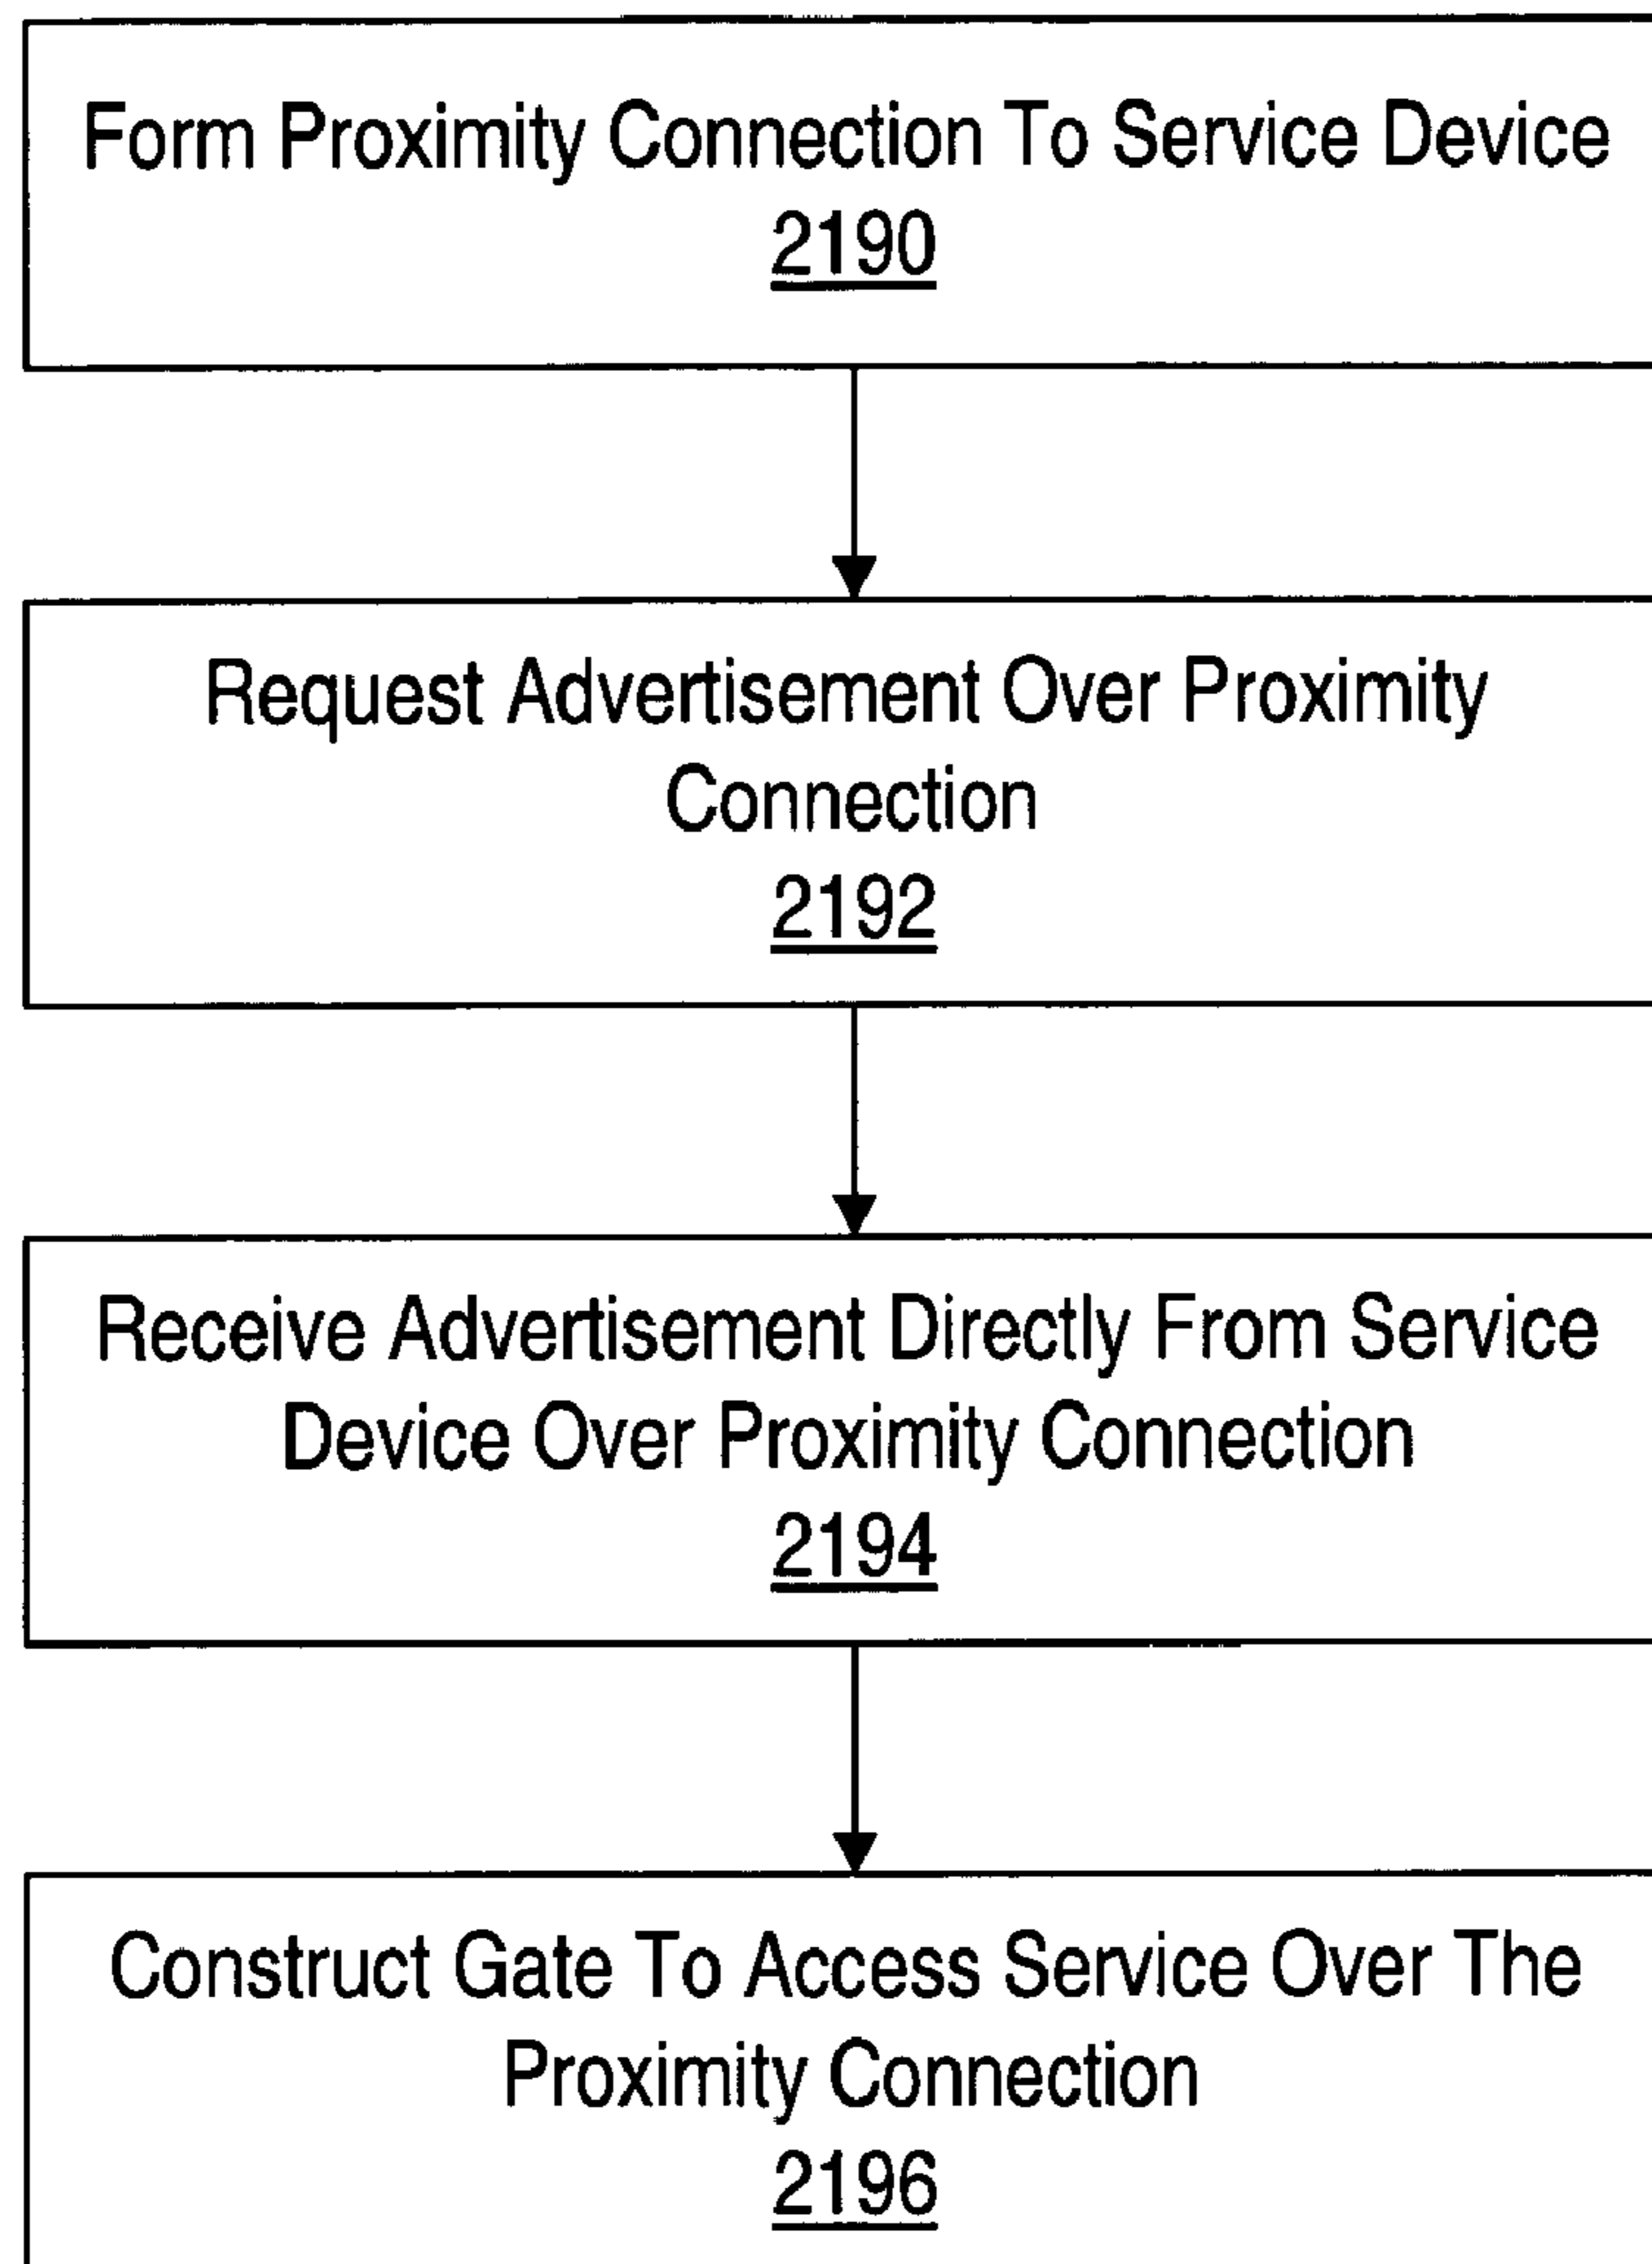 Form Proximity Connection To Service Device
2190
Request Advertisement Over Proximity
Connection
2192
Receive Advertisement Directly From Service
Device Over Proximity Connection
2194
Construct Gate To Access Service Over The
Proximity Connection
2196